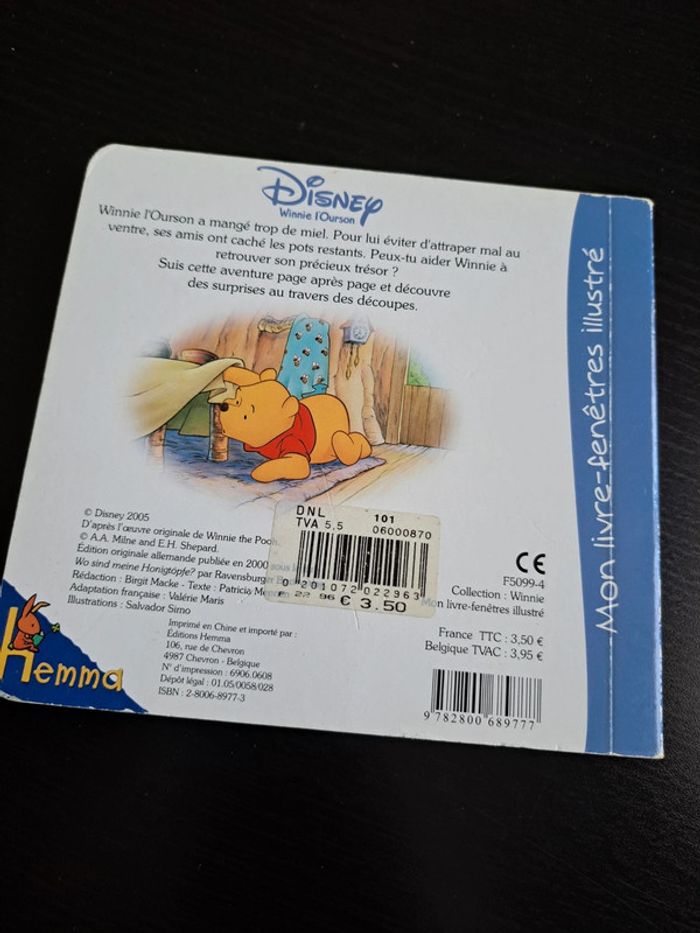 Disney
Winnie l'Ourson
Winnie l'Ourson a mangé trop de miel. Pour lui éviter d'attraper mal au
ventre, ses amis ont caché les pots restants. Peux-tu aider Winnie à
retrouver son précieux trésor ?
Suis cette aventure page après page et découvre
des surprises au travers des découpes.
Mon livre-fenêtres illustré
© Disney 2005
D'après l'œuvre originale de Winnie the Pooh
© A.A. Milne and E.H. Shepard.
Édition originale allemande publiée en 2000 sous
Wo sind meine Honigtöpfe? par Ravensburger
Rédaction : Birgit Macke - Texte : Patricia
Adaptation française : Valérie Maris
Illustrations : Salvador Simo
DNL 101
TVA 5,5 06000870
0 201072 022963
22 96 € 3.50
CE
F5099-4
Collection : Winnie
Mon livre-fenêtres illustré
France TTC : 3,50 €
Belgique TVAC : 3,95 €
9 782800 689777
Hemma
Imprimé en Chine et importé par :
Éditions Hemma
106, rue de Chevron
4987 Chevron - Belgique
N° d'impression : 6906.0608
Dépôt légal : 01.05/0058/028
ISBN : 2-8006-8977-3